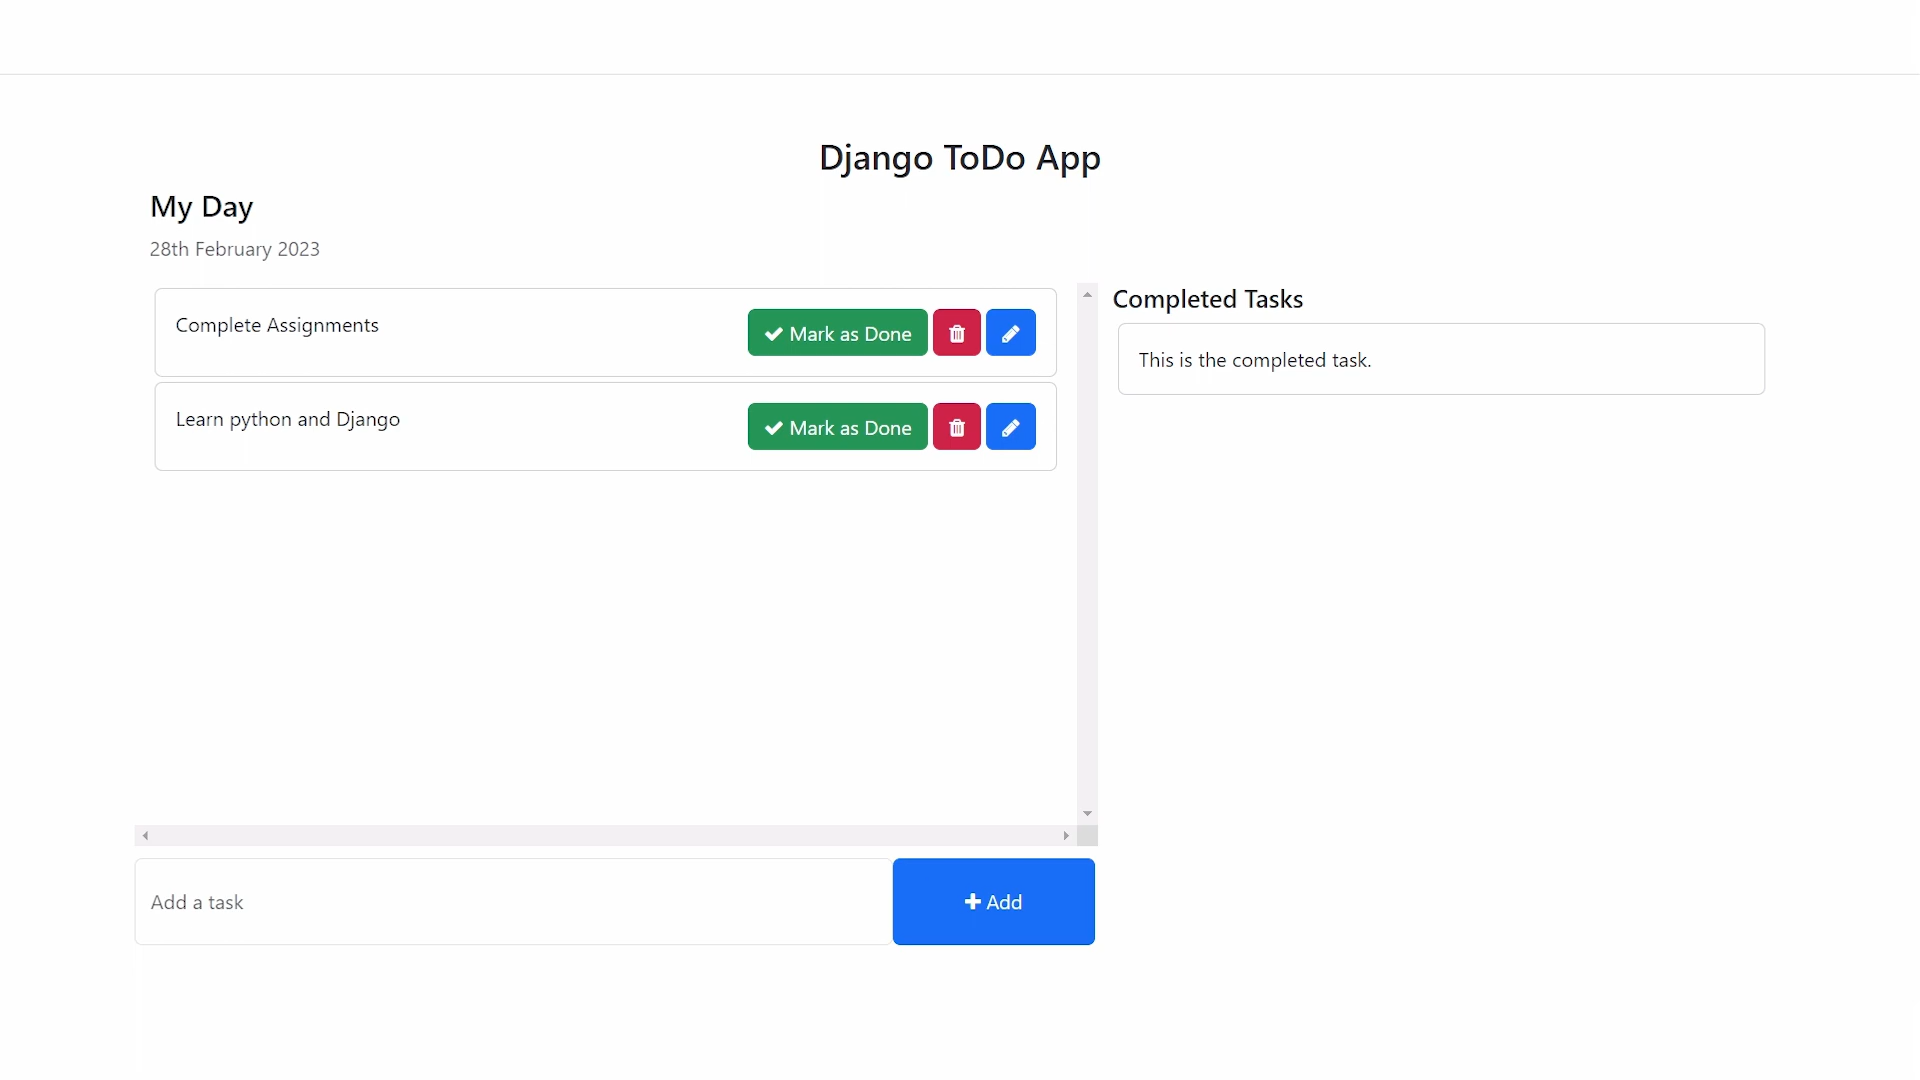 Django ToDo App
My Day
28th February 2023
Complete Assignments
Mark as Done
Learn python and Django
Mark as Done
Add a task
Add
Completed Tasks
This is the completed task.